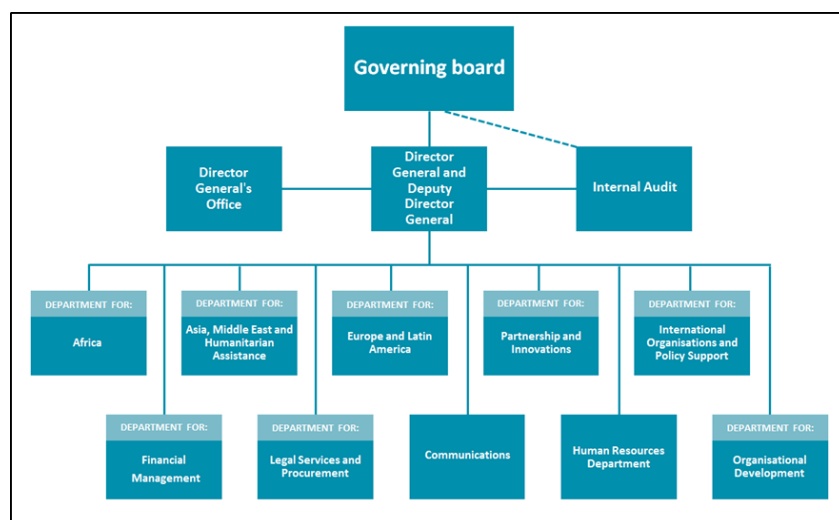 Governing board
Director
General's
Office
Director
General and
Deputy
Director
General
Internal Audit
DEPARTMENT FOR:
Africa
DEPARTMENT FOR:
Asia, Middle East and
Humanitarian
Assistance
DEPARTMENT FOR:
Europe and Latin
America
DEPARTMENT FOR:
Partnership and
Innovations
DEPARTMENT FOR:
International
Organisations and
Policy Support
DEPARTMENT FOR:
Financial
Management
DEPARTMENT FOR:
Legal Services and
Procurement
Communications
Human Resources
Department
DEPARTMENT FOR:
Organisational
Development